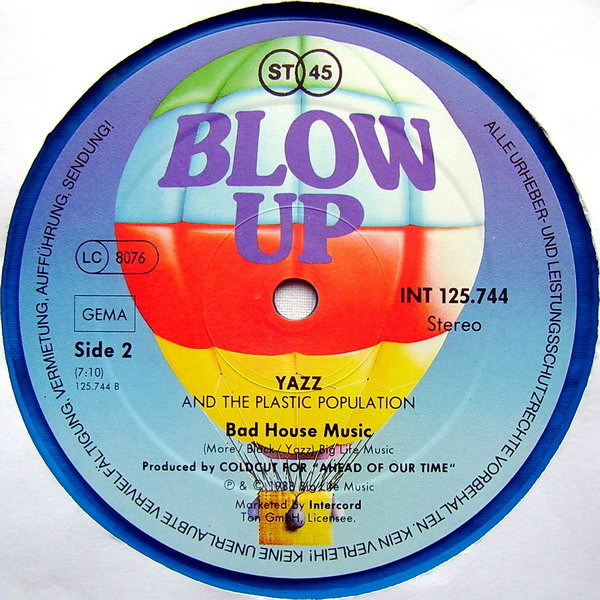 ST 45
BLOW
UP
LC 8076
GEMA
INT 125.744
Stereo
Side 2
(7:10)
125.744 B
YAZZ
AND THE PLASTIC POPULATION
Bad House Music
(More/ Black/ Yazz) Big Life Music
Produced by COLDCUT FOR "AHEAD OF OUR TIME"
℗ & © 1988 Big Life Music
Marketed By Intercord
Ton GmbH, Licensee.
ALLE URHEBER- UND LEISTUNGSSCHUTZRECHTE VORBEHALTEN. KEIN VERLEIH! KEINE UNERLAUBTE VERVIELFÄLTIGUNG, VERMIETUNG, AUFFÜHRUNG, SENDUNG!